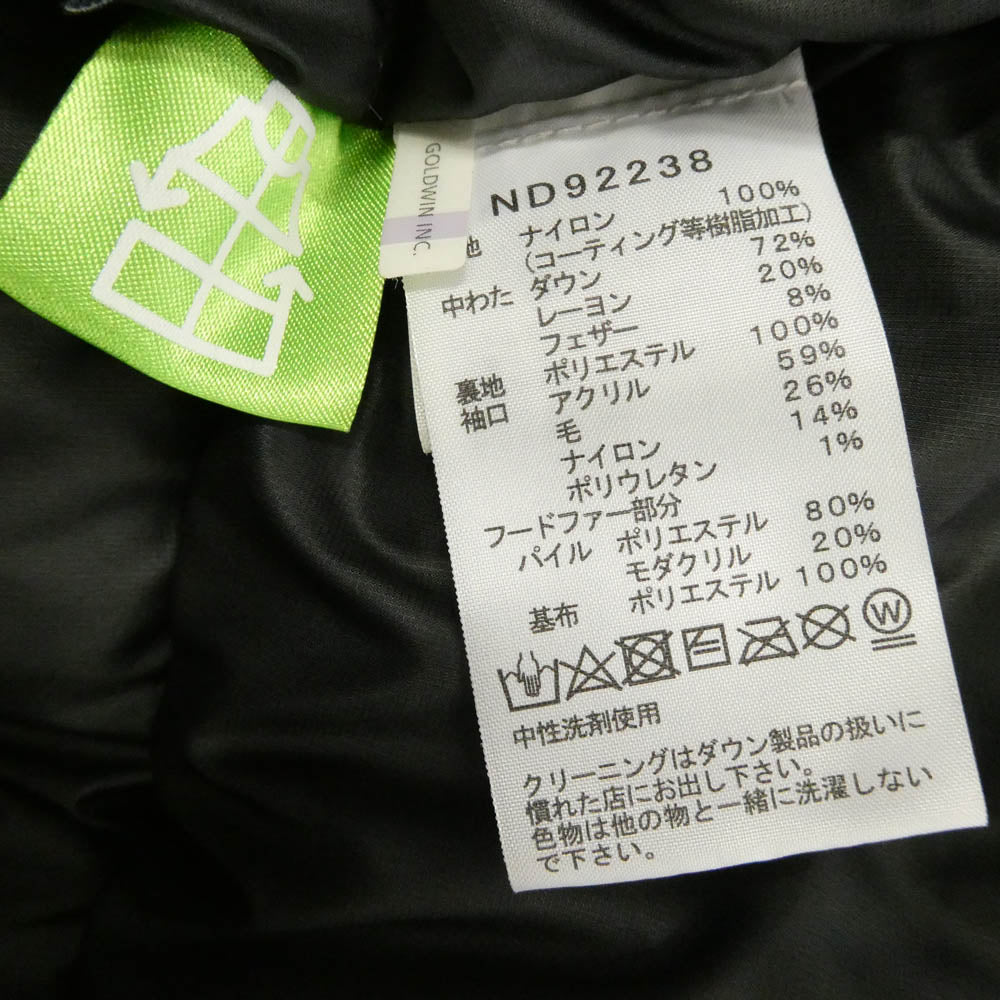 GOLDWIN INC.
ND92238
地 ナイロン 100%
(コーティング等樹脂加工)
中わた ダウン 72%
レーヨン 20%
フェザー 8%
裏地 ポリエステル 100%
袖口 アクリル 59%
毛 26%
ナイロン 14%
ポリウレタン 1%
フードファー部分
パイル ポリエステル 80%
モダクリル 20%
基布 ポリエステル 100%
W
中性洗剤使用
クリーニングはダウン製品の扱いに
慣れた店にお出し下さい。
色物は他の物と一緒に洗濯しない
で下さい。